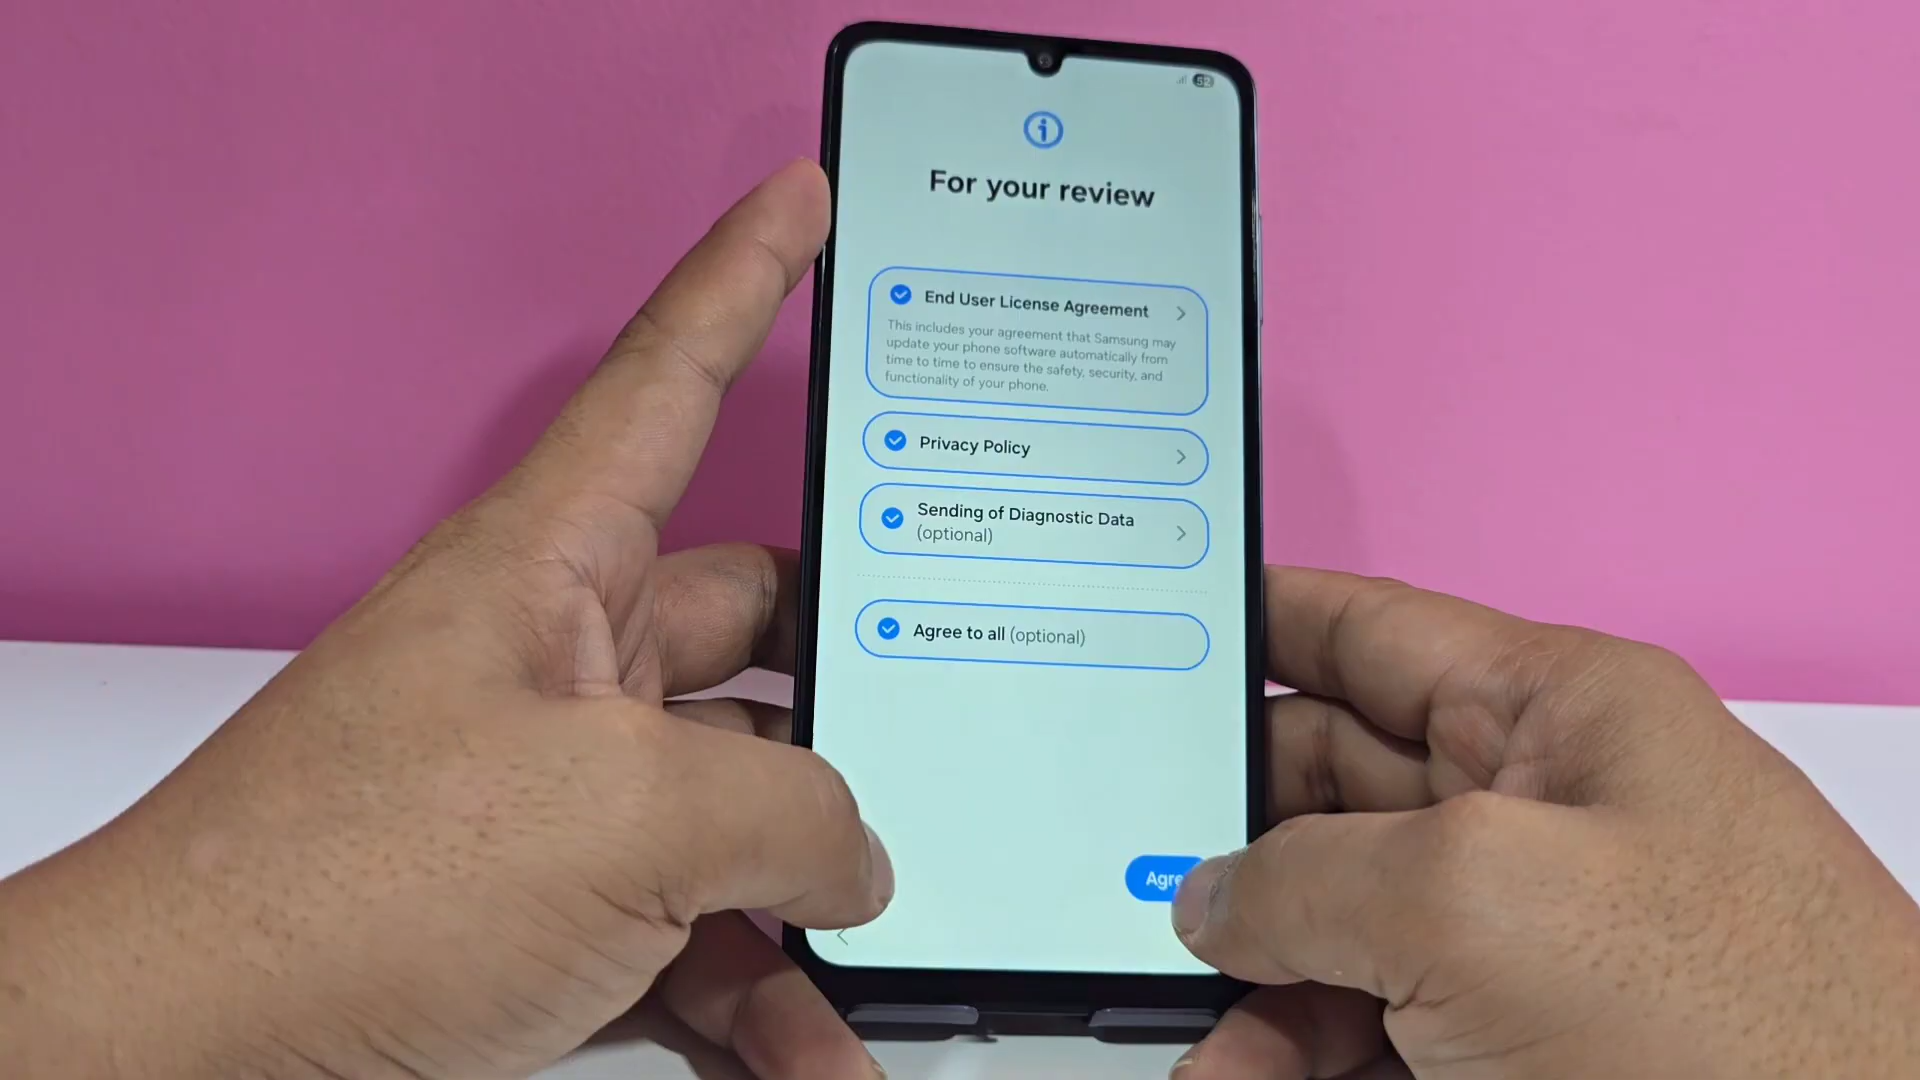 52
For your review
End User License Agreement
This includes your agreement that Samsung may
update your phone software automatically from
time to time to ensure the safety, security, and
functionality of your phone.
Privacy Policy
Sending of Diagnostic Data
(optional)
Agree to all (optional)
Agre